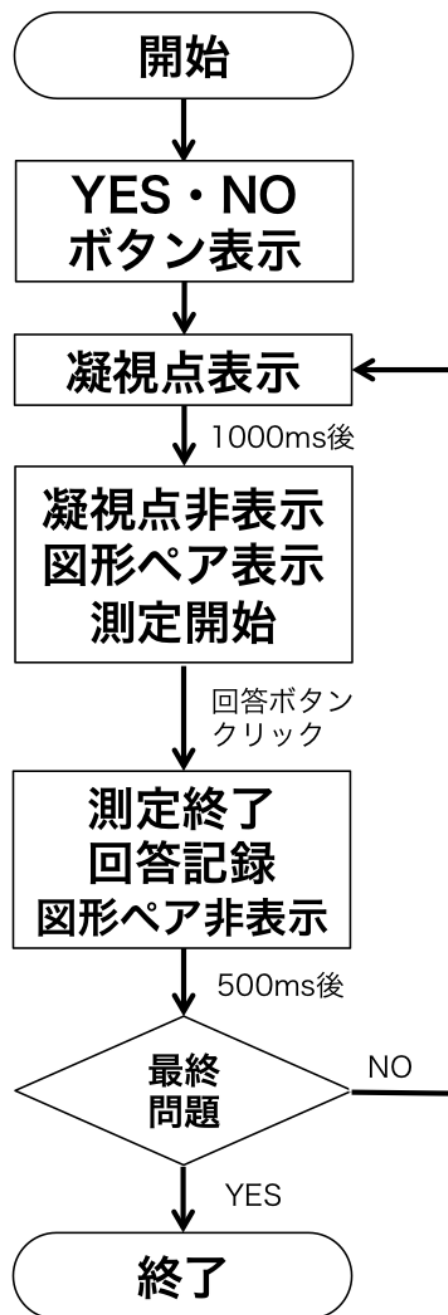 開始
YES・NO
ボタン表示
凝視点表示
1000ms後
凝視点非表示
図形ペア表示
測定開始
回答ボタン
クリック
測定終了
回答記録
図形ペア非表示
500ms後
最終
問題
NO
YES
終了